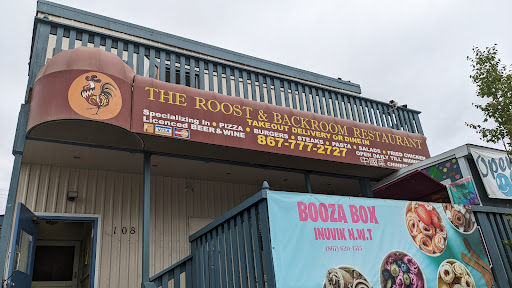 THE ROOST & BACKROOM RESTAURANT
TAKEOUT DELIVERY OR DINE IN
Specializing In • PIZZA • BURGERS • STEAKS • PASTA • SALADS • FRIED CHICKEN
Licenced BEER & WINE
867-777-2727
OPEN DAILY TILL
108
BOOZA BOX
INUVIK N.W.T